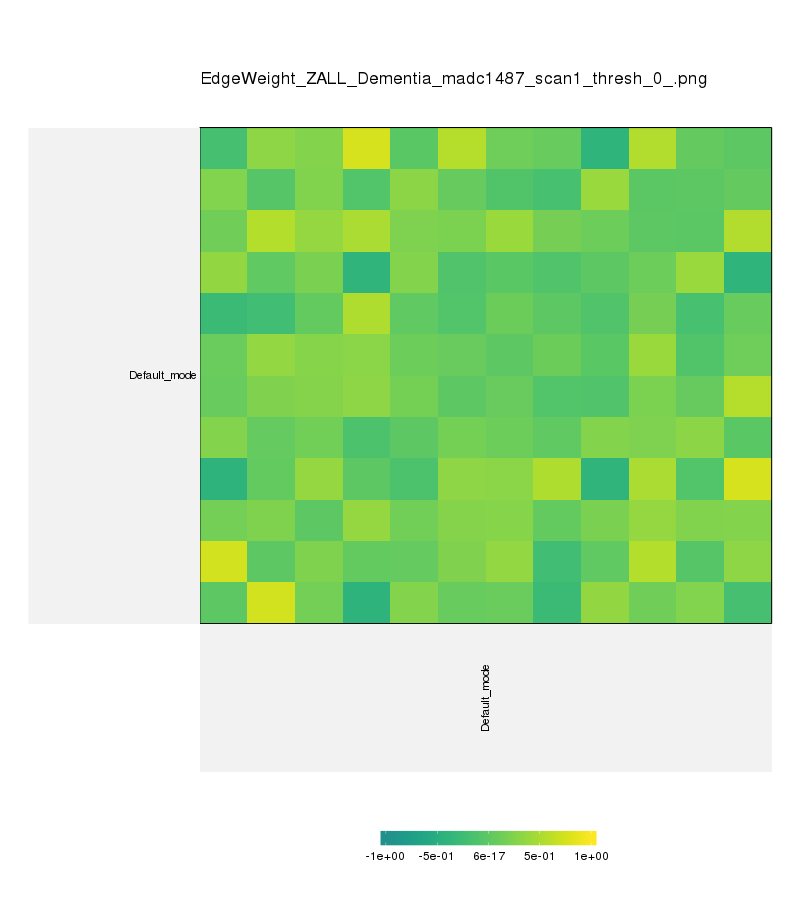 EdgeWeight_ZALL_Dementia_madc1487_scan1_thresh_0_.png
Default_mode
Default_mode
-1e+00 -5e-01 6e-17 5e-01 1e+00